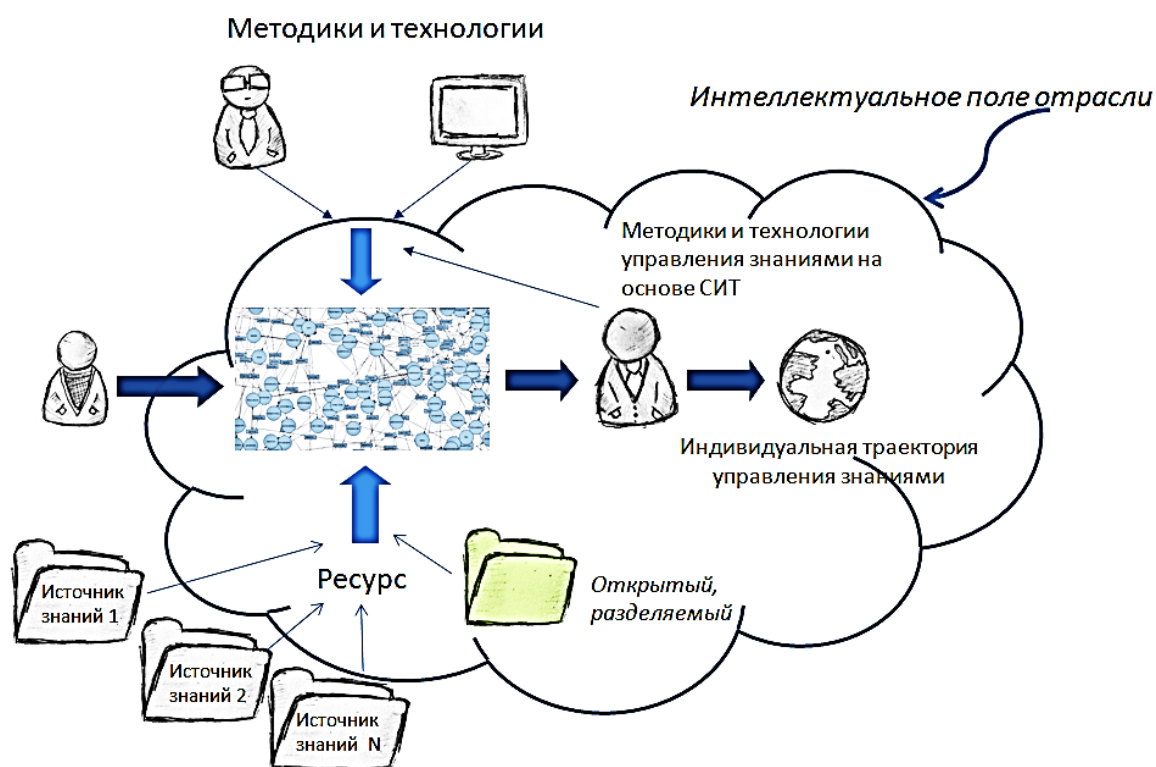 Методики и технологии
Интеллектуальное поле отрасли
Методики и технологии
управления знаниями на
основе СИТ
Индивидуальная траектория
управления знаниями
Ресурс
Открытый,
разделяемый
Источник
знаний 1
Источник
знаний 2
Источник
знаний N